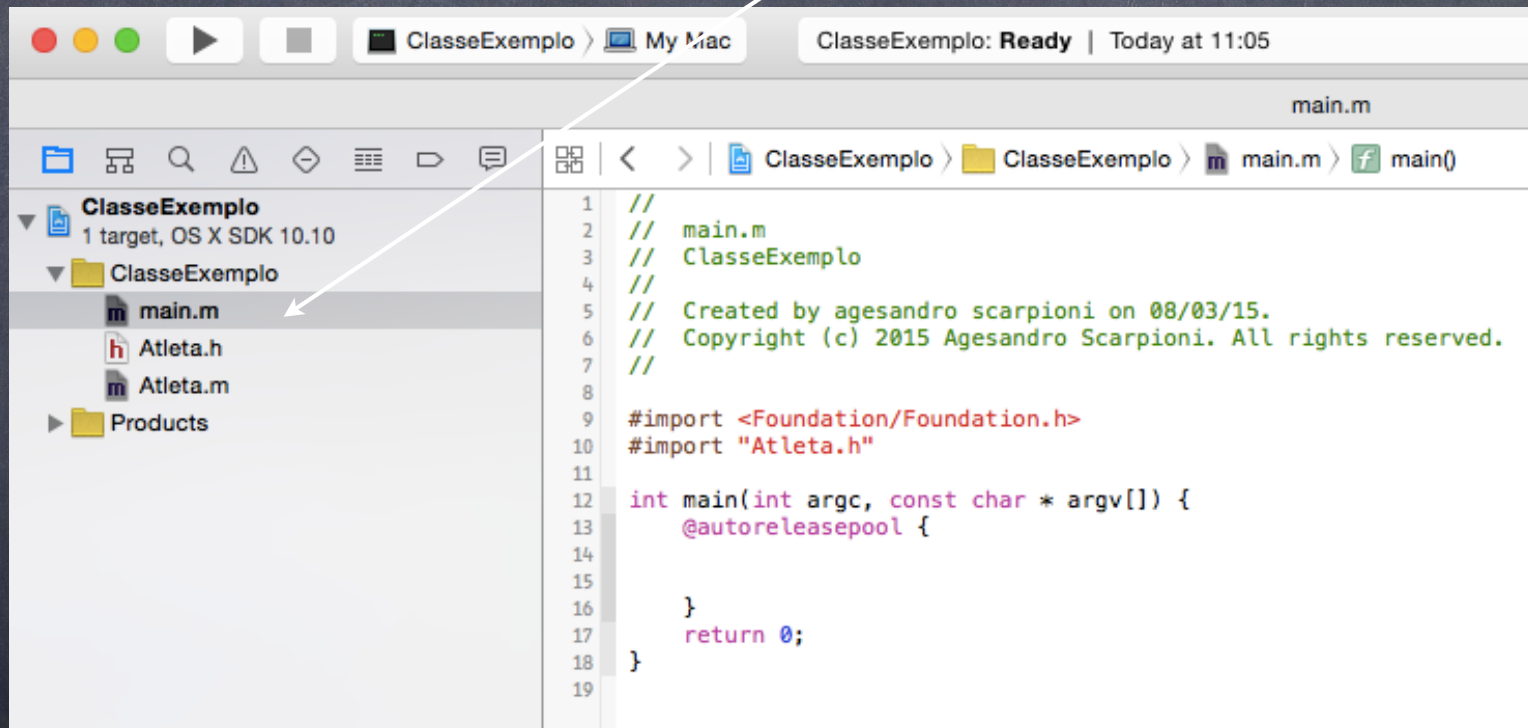 ClasseExemplo 〉 My Mac ClasseExemplo: Ready | Today at 11:05
main.m
ClasseExemplo 〉 ClasseExemplo 〉 m main.m 〉 f main()
ClasseExemplo
1 target, OS X SDK 10.10
ClasseExemplo
m main.m
h Atleta.h
m Atleta.m
Products
1 //
2 //  main.m
3 //  ClasseExemplo
4 //
5 //  Created by agesandro scarpioni on 08/03/15.
6 //  Copyright (c) 2015 Agesandro Scarpioni. All rights reserved.
7 //
8
9 #import <Foundation/Foundation.h>
10 #import "Atleta.h"
11
12 int main(int argc, const char * argv[]) {
13     @autoreleasepool {
14
15
16     }
17     return 0;
18 }
19